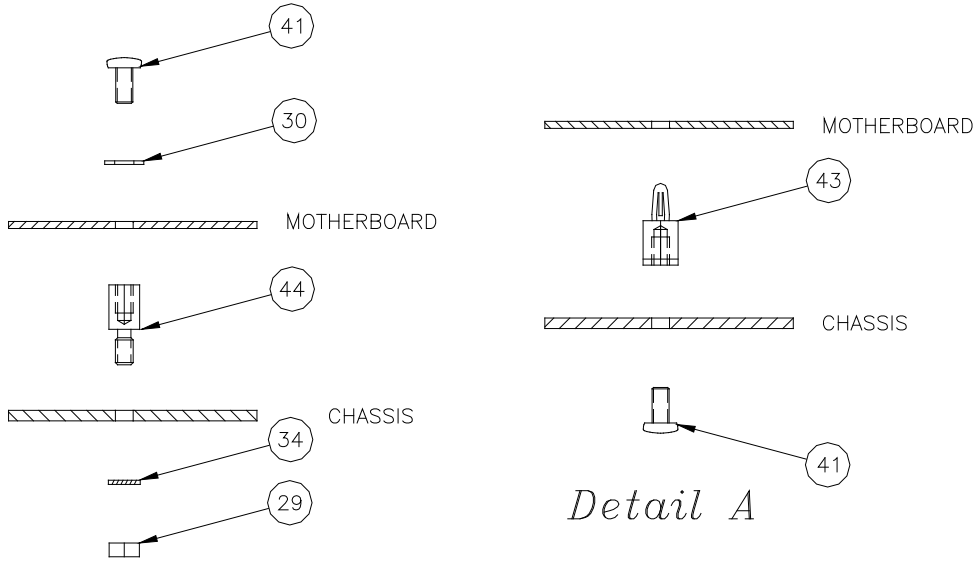 41
30
MOTHERBOARD
44
CHASSIS
34
29
MOTHERBOARD
43
CHASSIS
41
Detail A